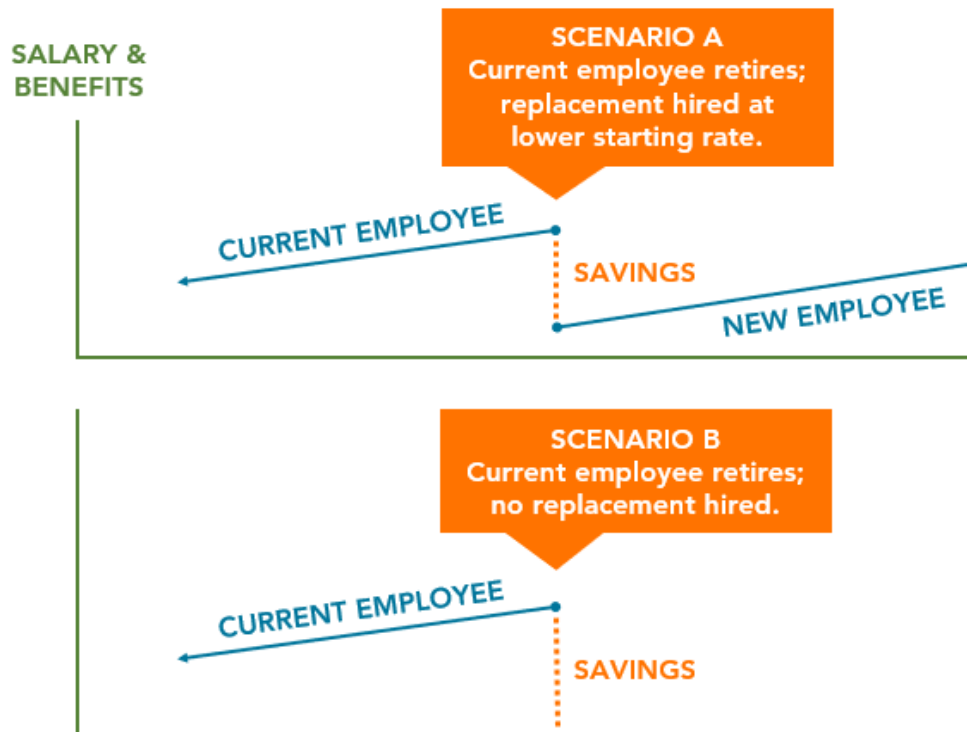 SALARY &
BENEFITS
SCENARIO A
Current employee retires;
replacement hired at
lower starting rate.
CURRENT EMPLOYEE
SAVINGS
NEW EMPLOYEE
SCENARIO B
Current employee retires;
no replacement hired.
CURRENT EMPLOYEE
SAVINGS